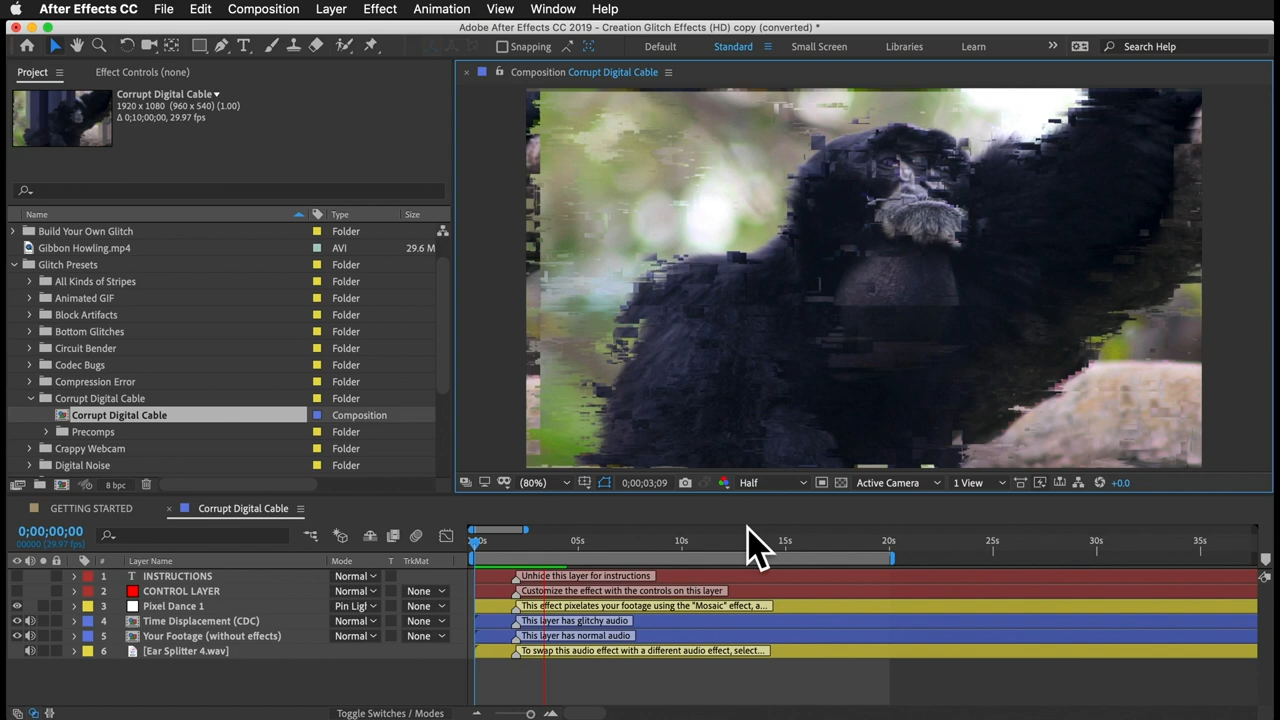 After Effects CC File Edit Composition Layer Effect Animation View Window Help
Adobe After Effects CC 2019 - Creation Glitch Effects (HD) copy (converted) *
Snapping Default Standard Small Screen Libraries Learn Search Help
Project Effect Controls (none)
Composition Corrupt Digital Cable
Corrupt Digital Cable
1920 x 1080 (960 x 540) (1.00)
Δ 0;10;00;00, 29.97 fps
Name Type Size
Build Your Own Glitch Folder
Gibbon Howling.mp4 AVI 29.6 M
Glitch Presets Folder
All Kinds of Stripes Folder
Animated GIF Folder
Block Artifacts Folder
Bottom Glitches Folder
Circuit Bender Folder
Codec Bugs Folder
Compression Error Folder
Corrupt Digital Cable Folder
Corrupt Digital Cable Composition
Precomps Folder
Crappy Webcam Folder
Digital Noise Folder
8 bpc
(80%) 0;00;03;09 Half Active Camera 1 View +0.0
GETTING STARTED Corrupt Digital Cable
0;00;00;00
00000 (29.97 fps)
05s 10s 15s 20s 25s 30s 35s
# Layer Name Mode T TrkMat
1 T INSTRUCTIONS Normal Unhide this layer for instructions
2 CONTROL LAYER Normal None Customize the effect with the controls on this layer
3 Pixel Dance 1 Pin Ligl None This effect pixelates your footage using the "Mosaic" effect, a...
4 Time Displacement (CDC) Normal None This layer has glitchy audio
5 Your Footage (without effects) Normal None This layer has normal audio
6 [Ear Splitter 4.wav] To swap this audio effect with a different audio effect, select...
Toggle Switches / Modes